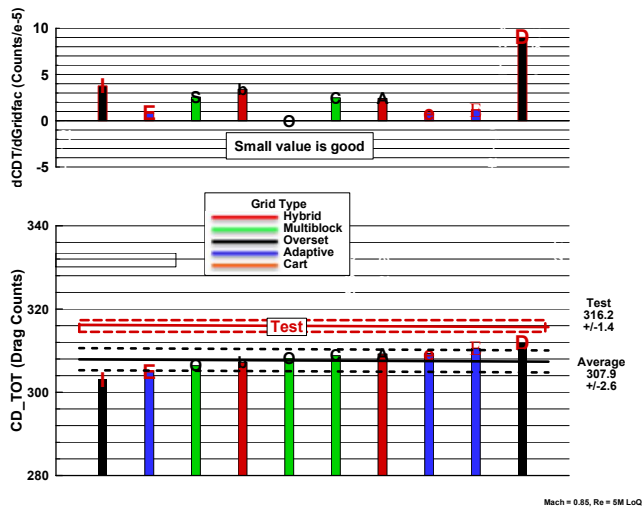 10
5
0
-5
dCDT/dGridfac (Counts/e-5)
I
E
S
b
O
G
A
e
D
Small value is good
Grid Type
Hybrid
Multiblock
Overset
Adaptive
Cart
340
320
300
280
CD_TOT (Drag Counts)
Test
Test
316.2
+/-1.4
Average
307.9
+/-2.6
I
E
O
b
O
G
A
e
D
Mach = 0.85, Re = 5M LoQ